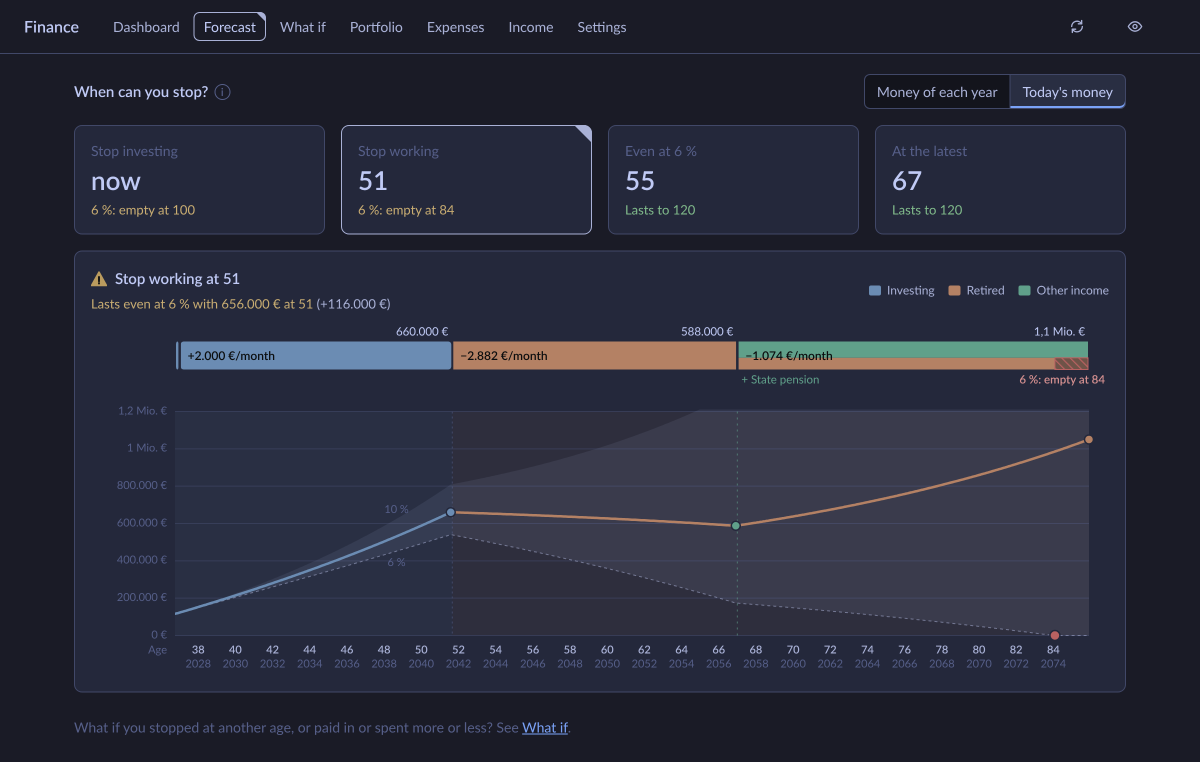 Finance Dashboard Forecast What if Portfolio Expenses Income Settings
When can you stop? i
Money of each year Today's money
Stop investing
now
6 %: empty at 100
Stop working
51
6 %: empty at 84
Even at 6 %
55
Lasts to 120
At the latest
67
Lasts to 120
Stop working at 51
Lasts even at 6 % with 656.000 € at 51 (+116.000 €)
Investing Retired Other income
660.000 € 588.000 € 1,1 Mio. €
+2.000 €/month −2.882 €/month −1.074 €/month
+ State pension 6 %: empty at 84
1,2 Mio. €
1 Mio. €
800.000 €
10 %
600.000 €
6 %
400.000 €
200.000 €
0 €
Age 38 40 42 44 46 48 50 52 54 56 58 60 62 64 66 68 70 72 74 76 78 80 82 84
2028 2030 2032 2034 2036 2038 2040 2042 2044 2046 2048 2050 2052 2054 2056 2058 2060 2062 2064 2066 2068 2070 2072 2074
What if you stopped at another age, or paid in or spent more or less? See What if.